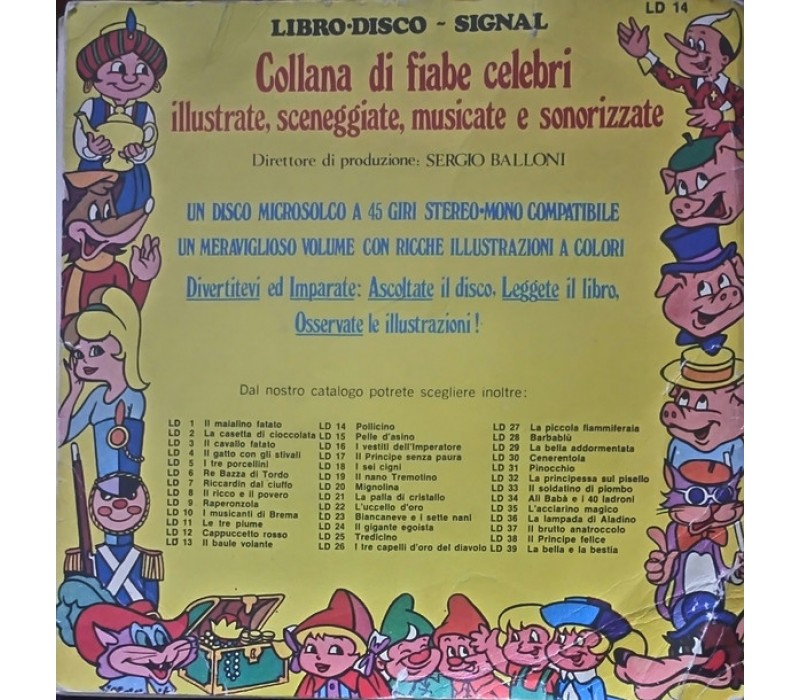 LD 14
LIBRO-DISCO - SIGNAL
Collana di fiabe celebri
illustrate, sceneggiate, musicate e sonorizzate
Direttore di produzione: SERGIO BALLONI
UN DISCO MICROSOLCO A 45 GIRI STEREO-MONO COMPATIBILE
UN MERAVIGLIOSO VOLUME CON RICCHE ILLUSTRAZIONI A COLORI
Divertitevi ed Imparate: Ascoltate il disco, Leggete il libro,
Osservate le illustrazioni!
Dal nostro catalogo potrete scegliere inoltre:
LD 1 Il maialino fatato
LD 2 La casetta di cioccolata
LD 3 Il cavallo fatato
LD 4 Il gatto con gli stivali
LD 5 I tre porcellini
LD 6 Re Bazza di Tordo
LD 7 Riccardin dal ciuffo
LD 8 Il ricco e il povero
LD 9 Raperonzola
LD 10 I musicanti di Brema
LD 11 Le tre piume
LD 12 Cappuccetto rosso
LD 13 Il baule volante
LD 14 Pollicino
LD 15 Pelle d'asino
LD 16 I vestiti dell'Imperatore
LD 17 Il Principe senza paura
LD 18 I sei cigni
LD 19 Il nano Tremotino
LD 20 Mignolina
LD 21 La palla di cristallo
LD 22 L'uccello d'oro
LD 23 Biancaneve e i sette nani
LD 24 Il gigante egoista
LD 25 Tredicino
LD 26 I tre capelli d'oro del diavolo
LD 27 La piccola fiammiferaia
LD 28 Barbablù
LD 29 La bella addormentata
LD 30 Cenerentola
LD 31 Pinocchio
LD 32 La principessa sul pisello
LD 33 Il soldatino di piombo
LD 34 Alì Babà e i 40 ladroni
LD 35 L'acciarino magico
LD 36 La lampada di Aladino
LD 37 Il brutto anatroccolo
LD 38 Il Principe felice
LD 39 La bella e la bestia